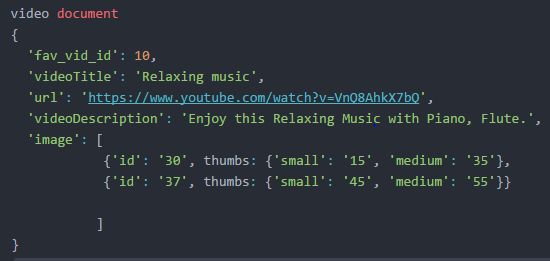 video document
{
'fav_vid_id': 10,
'videoTitle': 'Relaxing music',
'url': 'https://www.youtube.com/watch?v=VnQ8AhkX7bQ',
'videoDescription': 'Enjoy this Relaxing Music with Piano, Flute.',
'image': [
{'id': '30', thumbs: {'small': '15', 'medium': '35'},
{'id': '37', thumbs: {'small': '45', 'medium': '55'}}
]
}